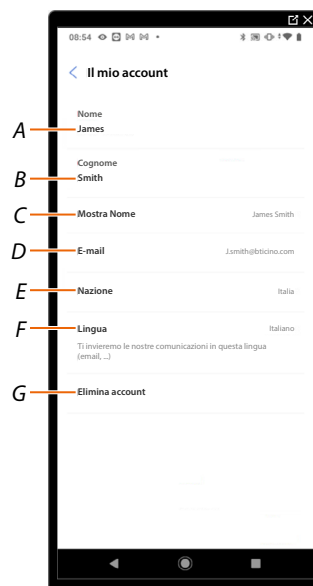 08:54
Il mio account
Nome
A
James
Cognome
B
Smith
C
Mostra Nome
James Smith
D
E-mail
J.smith@bticino.com
E
Nazione
Italia
F
Lingua
Italiano
Ti invieremo le nostre comunicazioni in questa lingua
(email, ...)
G
Elimina account